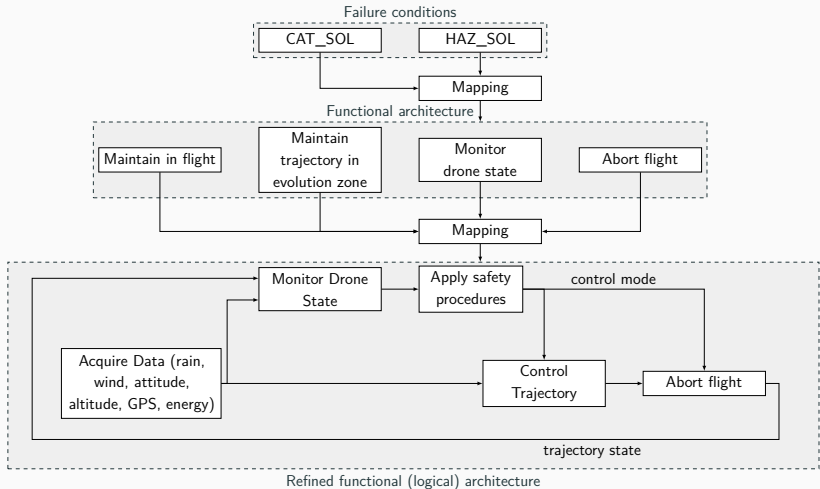 Failure conditions
CAT_SOL
HAZ_SOL
Mapping
Functional architecture
Maintain in flight
Maintain
trajectory in
evolution zone
Monitor
drone state
Abort flight
Mapping
Monitor Drone
State
Apply safety
procedures
control mode
Acquire Data (rain,
wind, attitude,
altitude, GPS, energy)
Control
Trajectory
Abort flight
trajectory state
Refined functional (logical) architecture